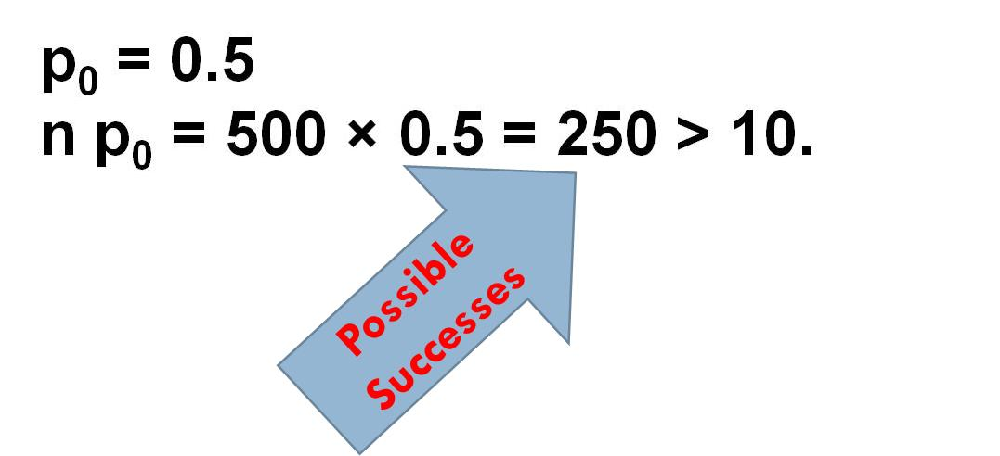 p₀ = 0.5
n p₀ = 500 × 0.5 = 250 > 10.
Possible
Successes